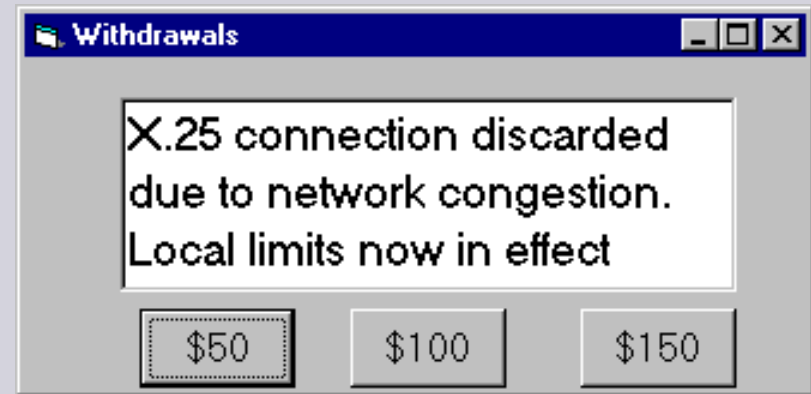 Withdrawals
X.25 connection discarded
due to network congestion.
Local limits now in effect
$50 $100 $150